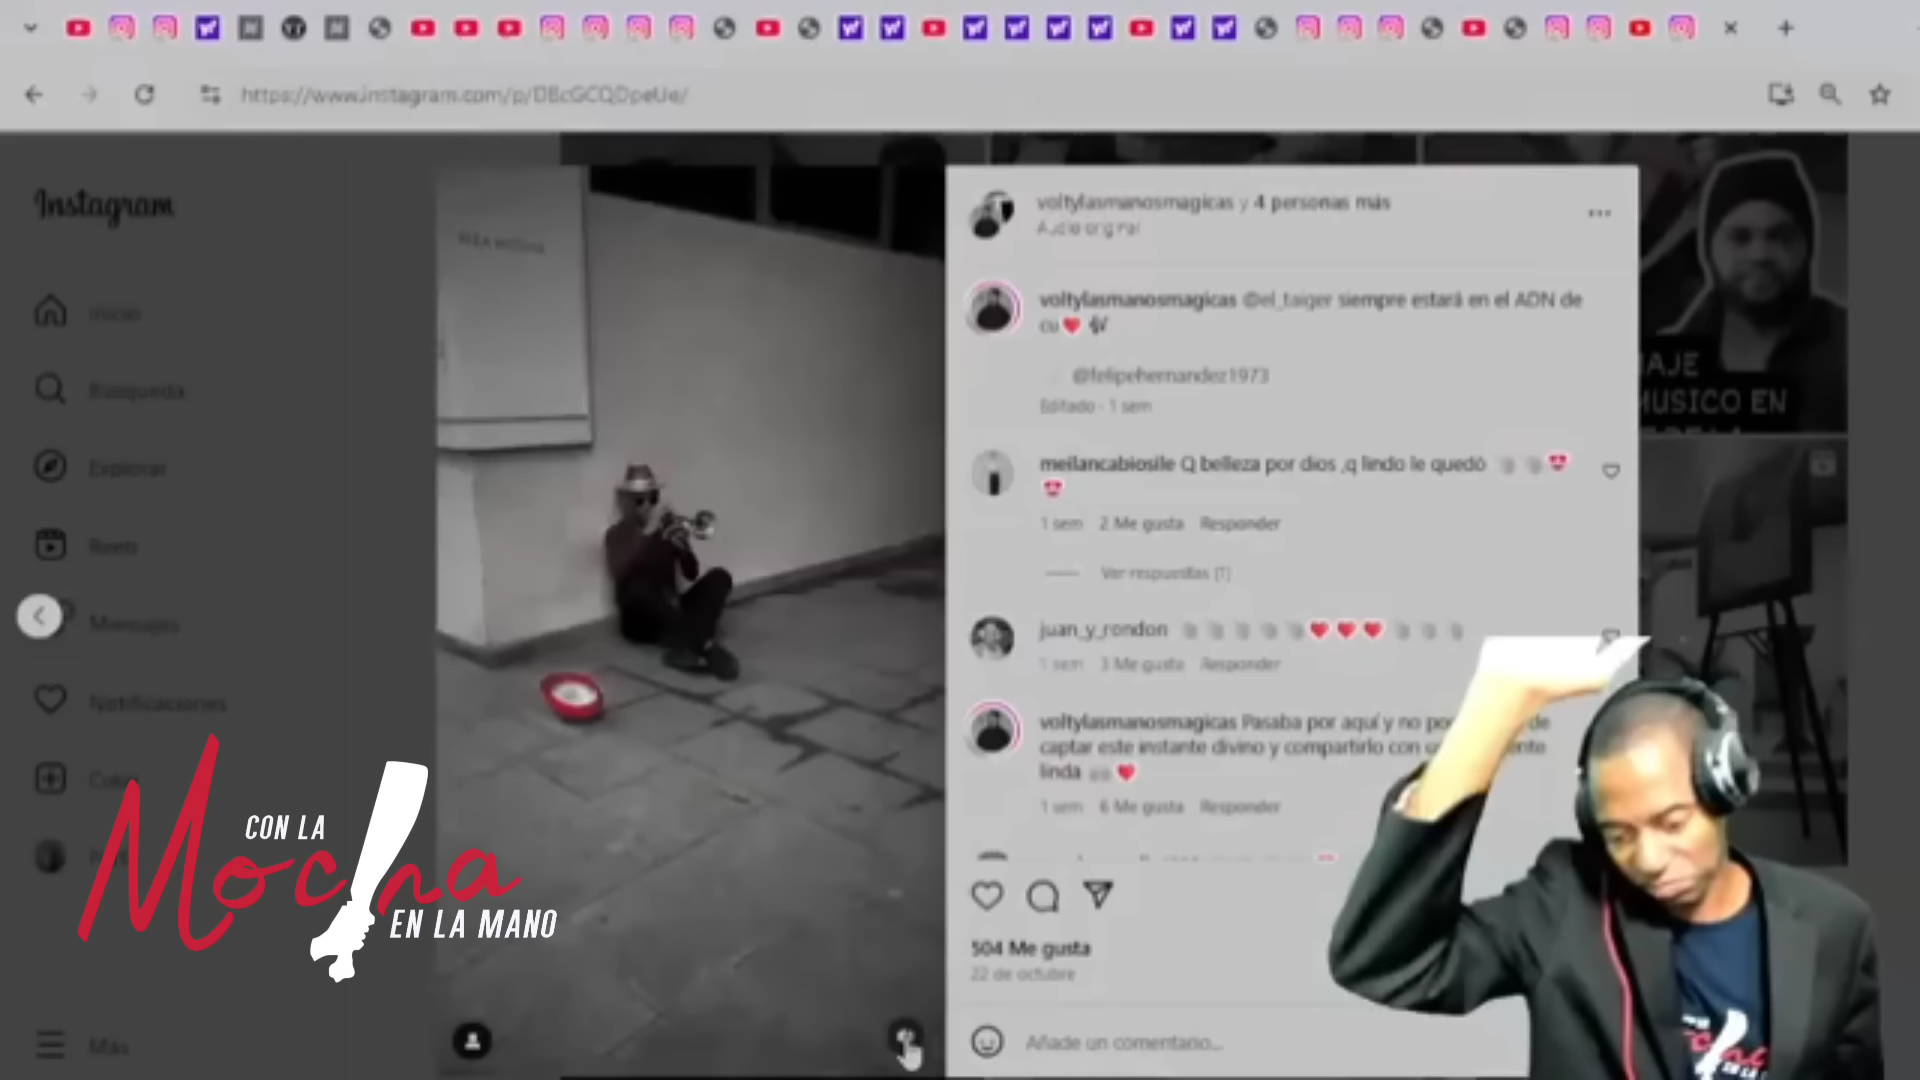 https://www.instagram.com/p/DBcGCQDpeUe/
Instagram
Inicio
Búsqueda
Explorar
Reels
Mensajes
Notificaciones
Más
voltylasmanosmagicas y 4 personas más
Audio original
voltylasmanosmagicas @el_taiger siempre estará en el ADN de
cu❤️
@felipehernandez1973
Editado · 1 sem
meilancabiosile Q belleza por dios ,q lindo le quedó 😍
😍
1 sem 2 Me gusta Responder
Ver respuestas (1)
juan_y_rondon ❤️❤️❤️
1 sem 3 Me gusta Responder
voltylasmanosmagicas Pasaba por aquí y no de
captar este instante divino y compartirlo con
linda ❤️
1 sem 6 Me gusta Responder
504 Me gusta
22 de octubre
Añade un comentario...
AJE
MUSICO EN
CON LA
Mocha
EN LA MANO